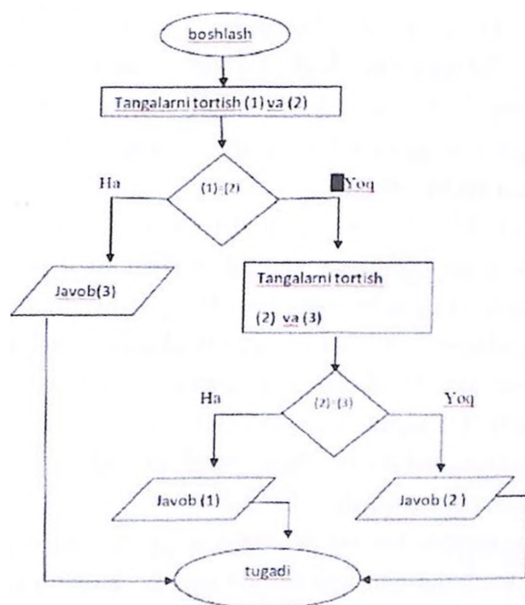 boshlash
Tangalarni tortish (1) va (2)
Ha
(1)=(2)
Yoq
Javob(3)
Tangalarni tortish
(2) va (3)
Ha
(2)=(3)
Yoq
Javob (1)
Javob (2)
tugadi